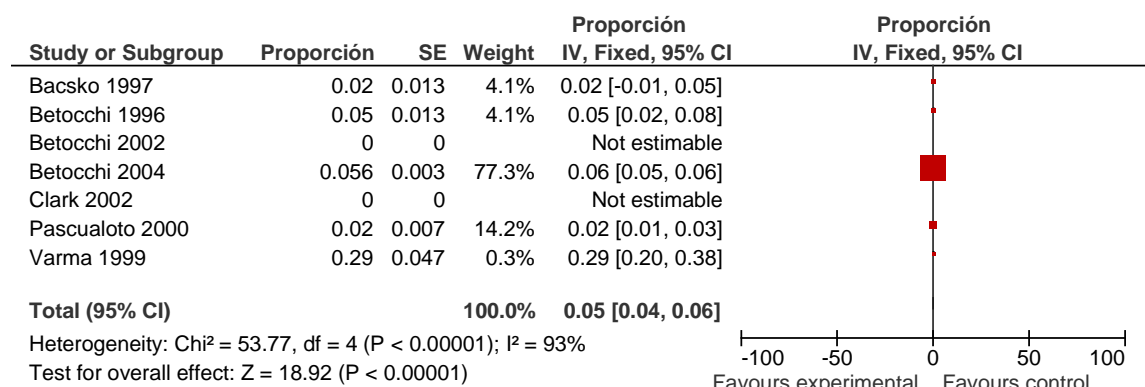 Proporción Proporción
Study or Subgroup Proporción SE Weight IV, Fixed, 95% CI IV, Fixed, 95% CI
Bacsko 1997 0.02 0.013 4.1% 0.02 [-0.01, 0.05]
Betocchi 1996 0.05 0.013 4.1% 0.05 [0.02, 0.08]
Betocchi 2002 0 0 Not estimable
Betocchi 2004 0.056 0.003 77.3% 0.06 [0.05, 0.06]
Clark 2002 0 0 Not estimable
Pascualoto 2000 0.02 0.007 14.2% 0.02 [0.01, 0.03]
Varma 1999 0.29 0.047 0.3% 0.29 [0.20, 0.38]
Total (95% CI) 100.0% 0.05 [0.04, 0.06]
Heterogeneity: Chi² = 53.77, df = 4 (P < 0.00001); I² = 93%
-100 -50 0 50 100
Test for overall effect: Z = 18.92 (P < 0.00001)
Favours experimental Favours control